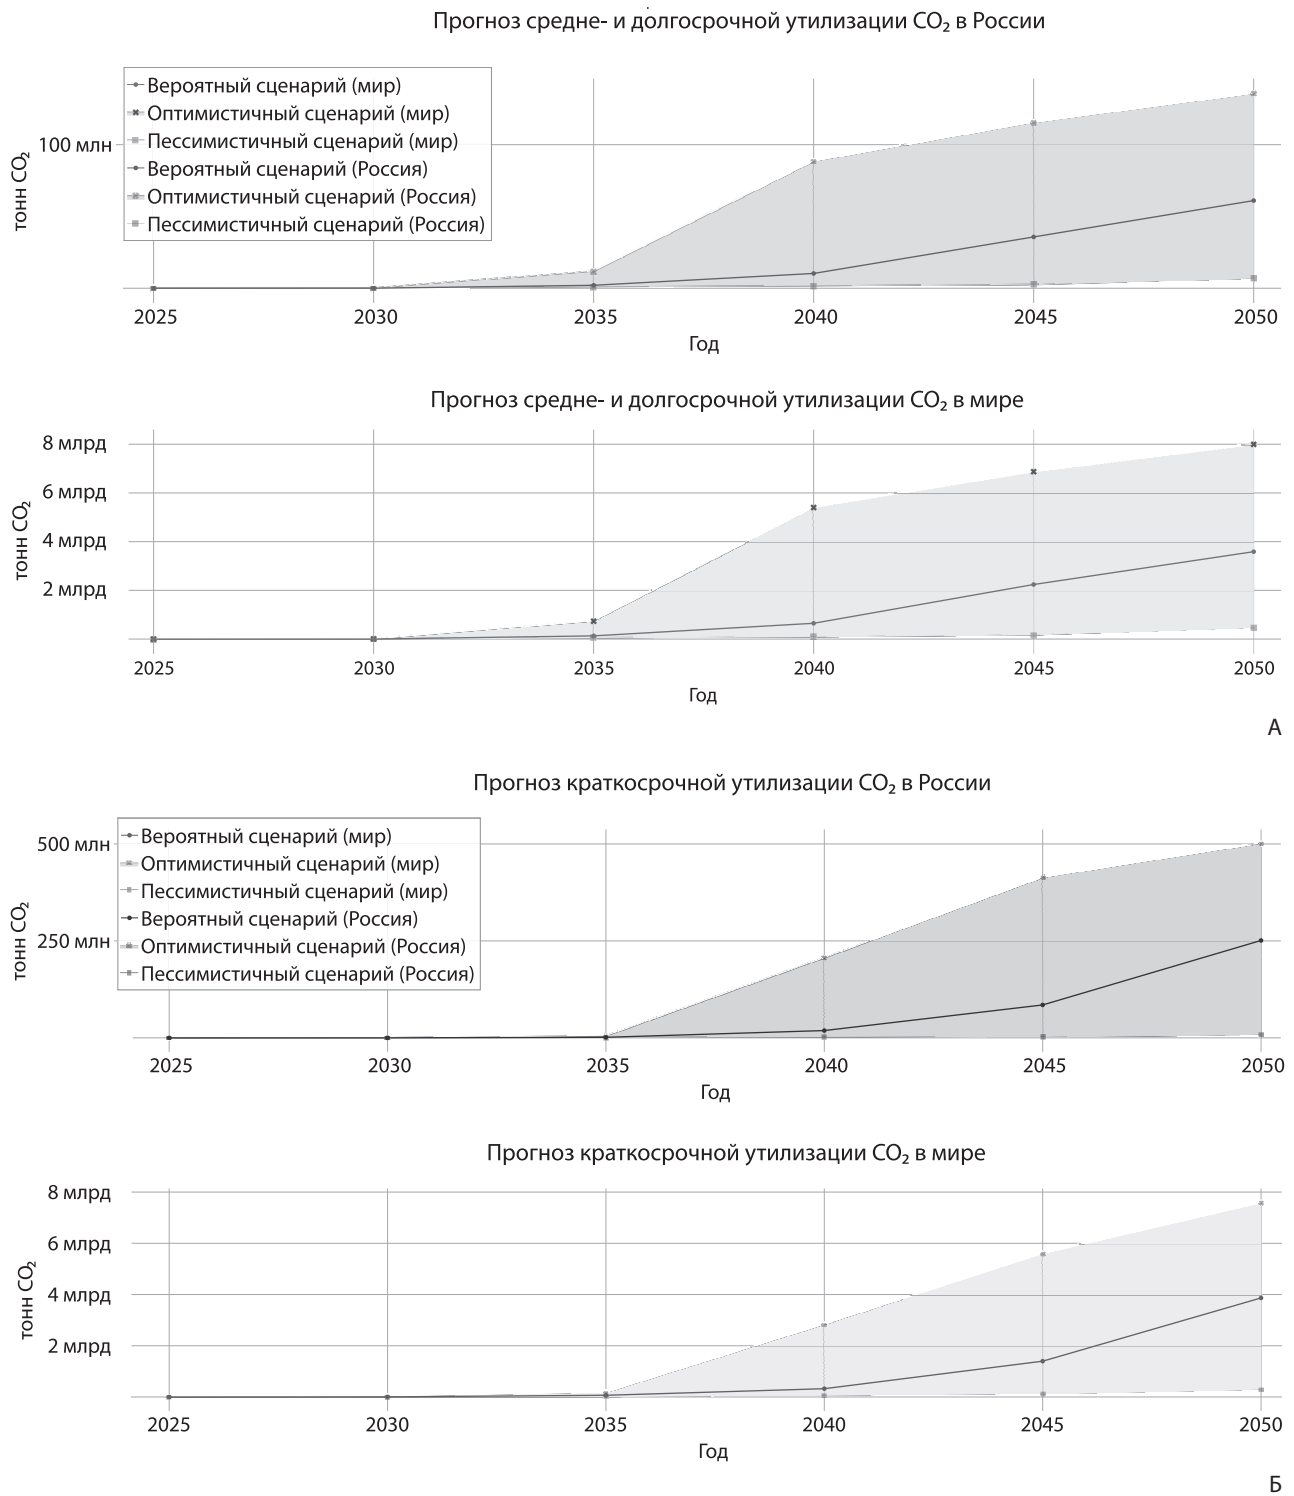 Прогноз средне- и долгосрочной утилизации CO₂ в России
Вероятный сценарий (мир)
Оптимистичный сценарий (мир)
Пессимистичный сценарий (мир)
Вероятный сценарий (Россия)
Оптимистичный сценарий (Россия)
Пессимистичный сценарий (Россия)
100 млн
тонн CO₂
2025 2030 2035 2040 2045 2050
Год
Прогноз средне- и долгосрочной утилизации CO₂ в мире
8 млрд
6 млрд
4 млрд
2 млрд
тонн CO₂
2025 2030 2035 2040 2045 2050
Год
А
Прогноз краткосрочной утилизации CO₂ в России
Вероятный сценарий (мир)
Оптимистичный сценарий (мир)
Пессимистичный сценарий (мир)
Вероятный сценарий (Россия)
Оптимистичный сценарий (Россия)
Пессимистичный сценарий (Россия)
500 млн
250 млн
тонн CO₂
2025 2030 2035 2040 2045 2050
Год
Прогноз краткосрочной утилизации CO₂ в мире
8 млрд
6 млрд
4 млрд
2 млрд
тонн CO₂
2025 2030 2035 2040 2045 2050
Год
Б